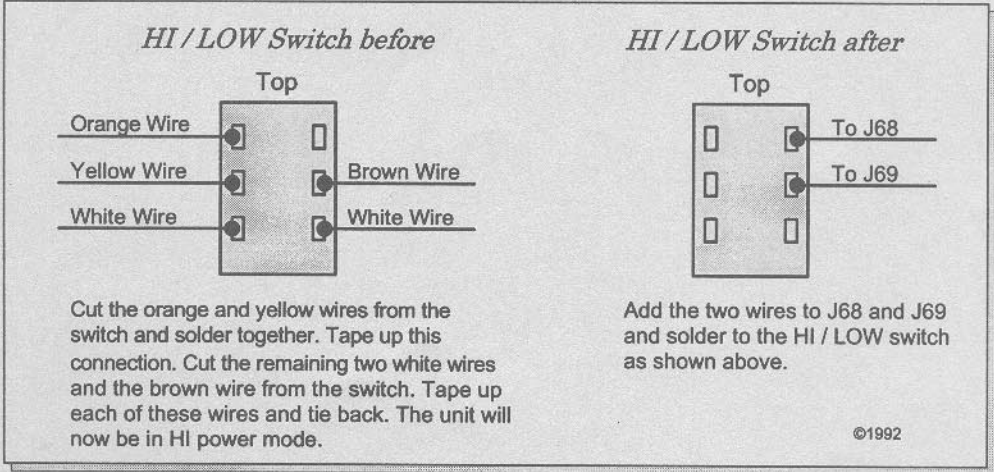 HI / LOW Switch before
Top
Orange Wire
Yellow Wire
Brown Wire
White Wire
White Wire
Cut the orange and yellow wires from the
switch and solder together. Tape up this
connection. Cut the remaining two white wires
and the brown wire from the switch. Tape up
each of these wires and tie back. The unit will
now be in HI power mode.
HI / LOW Switch after
Top
To J68
To J69
Add the two wires to J68 and J69
and solder to the HI / LOW switch
as shown above.
©1992